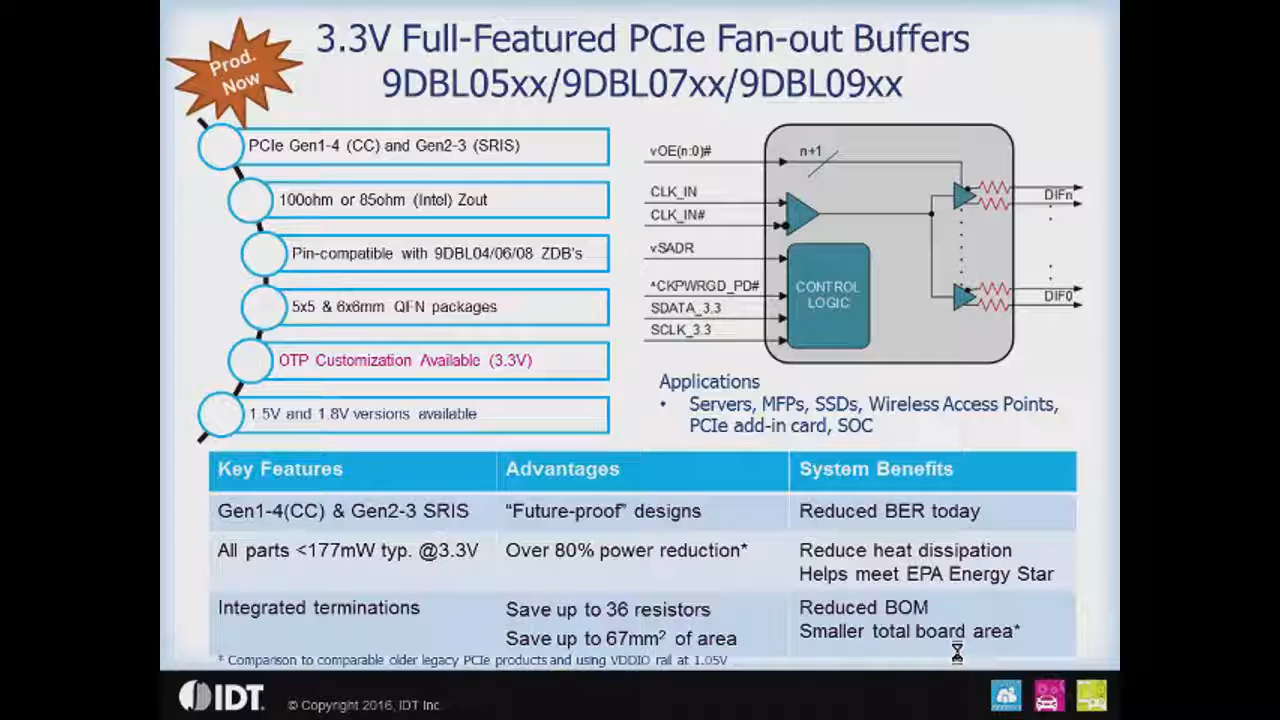 3.3V Full-Featured PCIe Fan-out Buffers
9DBL05xx/9DBL07xx/9DBL09xx
Prod.
Now
PCIe Gen1-4 (CC) and Gen2-3 (SRIS)
100ohm or 85ohm (Intel) Zout
Pin-compatible with 9DBL04/06/08 ZDB's
5x5 & 6x6mm QFN packages
OTP Customization Available (3.3V)
1.5V and 1.8V versions available
vOE(n:0)#
n+1
CLK_IN
CLK_IN#
vSADR
^CKPWRGD_PD#
SDATA_3.3
SCLK_3.3
CONTROL
LOGIC
DIFn
DIF0
Applications
• Servers, MFPs, SSDs, Wireless Access Points,
PCIe add-in card, SOC
Key Features Advantages System Benefits
Gen1-4(CC) & Gen2-3 SRIS "Future-proof" designs Reduced BER today
All parts <177mW typ. @3.3V Over 80% power reduction* Reduce heat dissipation
Helps meet EPA Energy Star
Integrated terminations Save up to 36 resistors Reduced BOM
Save up to 67mm² of area Smaller total board area*
* Comparison to comparable older legacy PCIe products and using VDDIO rail at 1.05V
IDT.
© Copyright 2016, IDT Inc